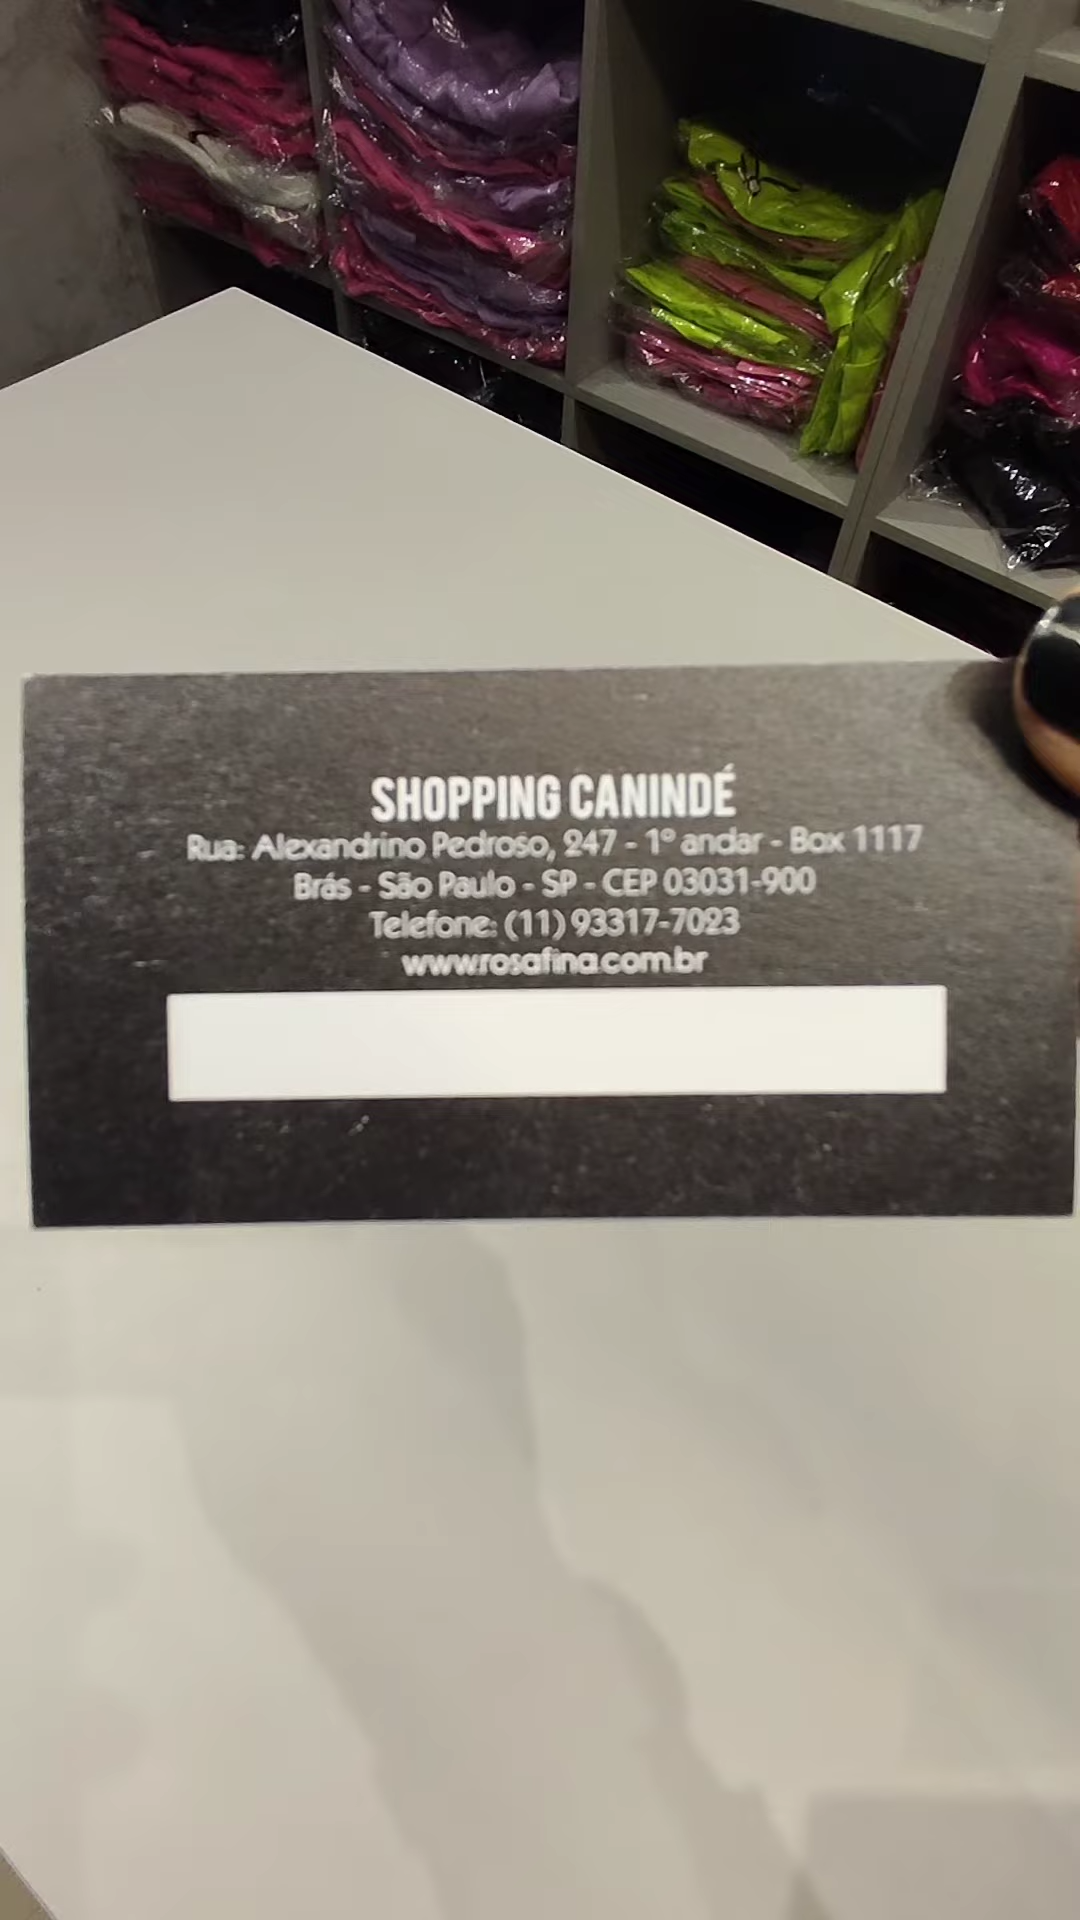 SHOPPING CANINDÉ
Rua: Alexandrino Pedroso, 247 - 1º andar - Box 1117
Brás - São Paulo - SP - CEP 03031-900
Telefone: (11) 93317-7023
www.rosafina.com.br